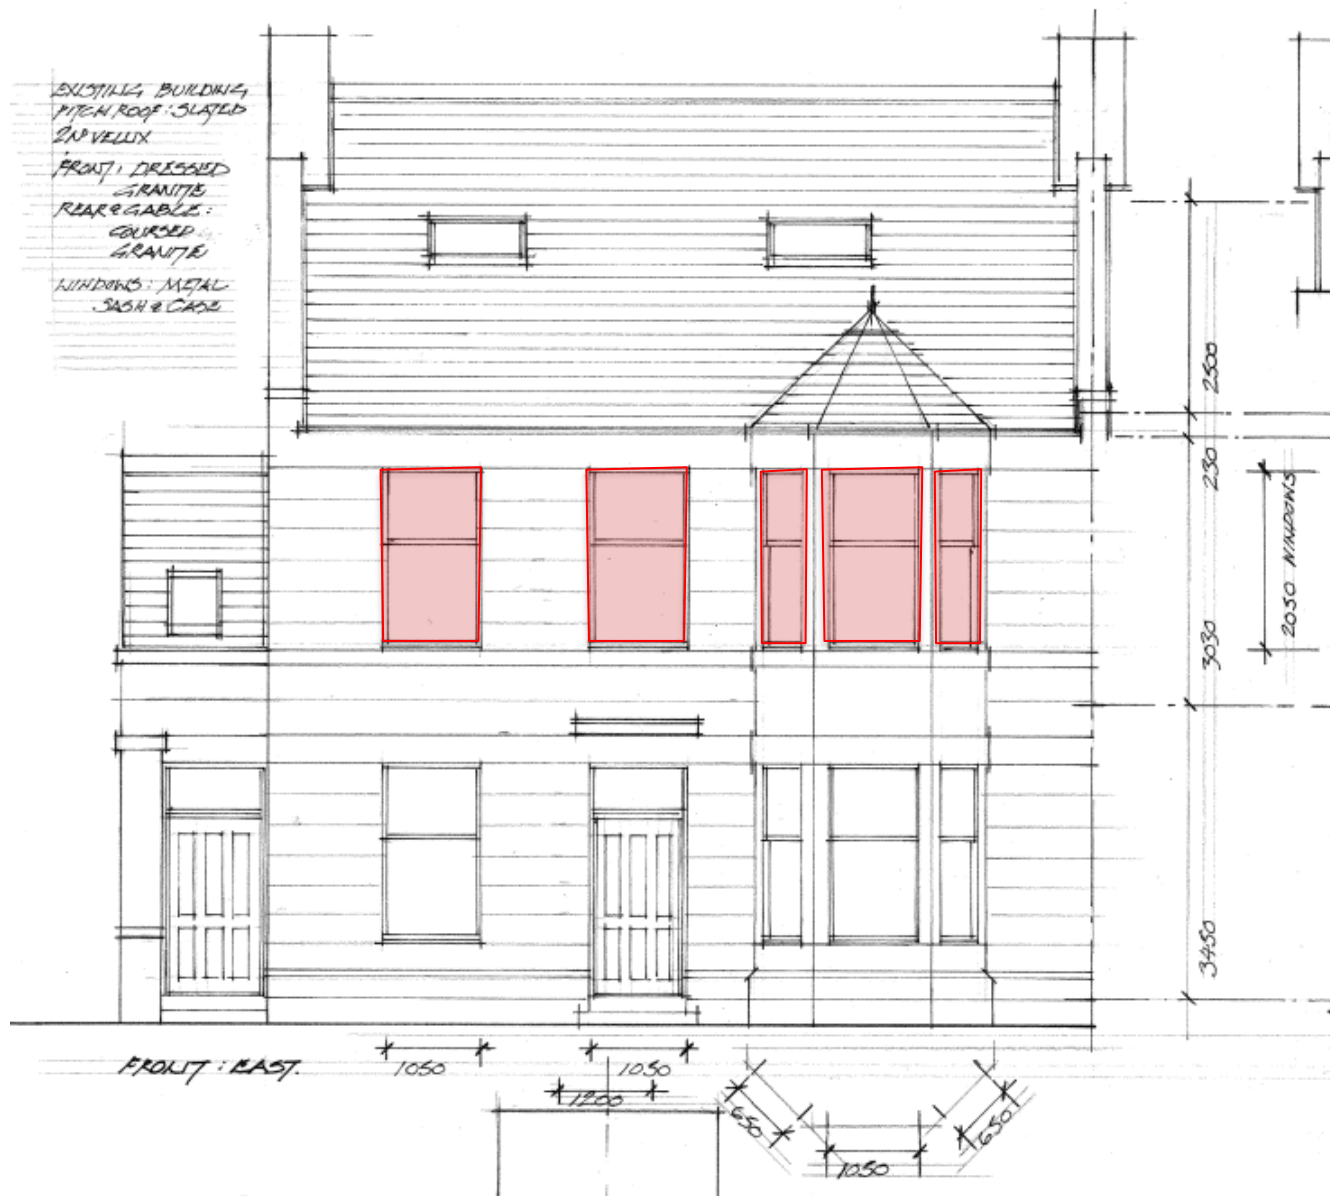 EXISTING BUILDING
PITCH ROOF: SLATED
2No VELUX
FRONT: DRESSED
GRANITE
REAR & GABLE:
COURSED
GRANITE
WINDOWS: METAL
SASH & CASE
2500
230
2050 WINDOWS
3030
3450
FRONT: EAST.
1050
1050
1200
650
1050
650